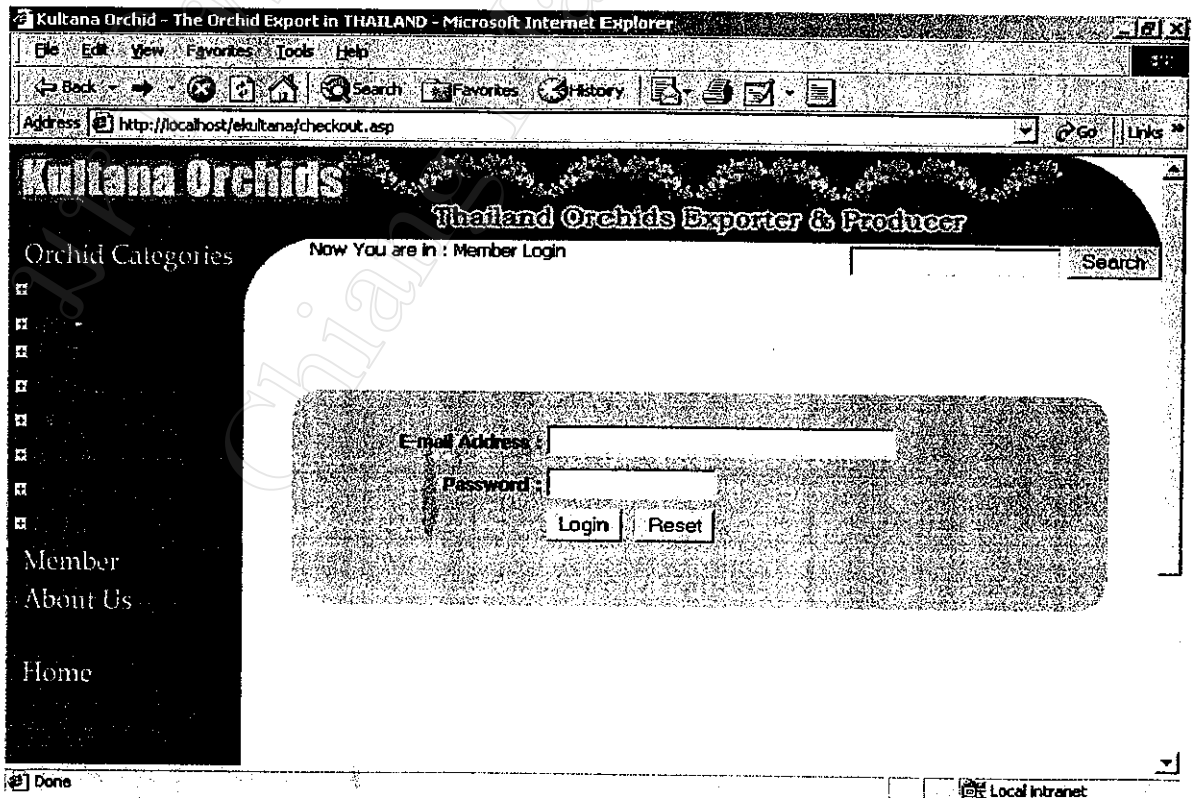 Kultana Orchid - The Orchid Export in THAILAND - Microsoft Internet Explorer
File Edit View Favorites Tools Help
Back Search Favorites History
Address http://localhost/ekultana/checkout.asp Go Links »
Kultana Orchids
Thailand Orchids Exporter & Producer
Orchid Categories
Now You are in : Member Login Search
E-mail Address :
Password :
Login Reset
Member
About Us
Home
Done Local intranet